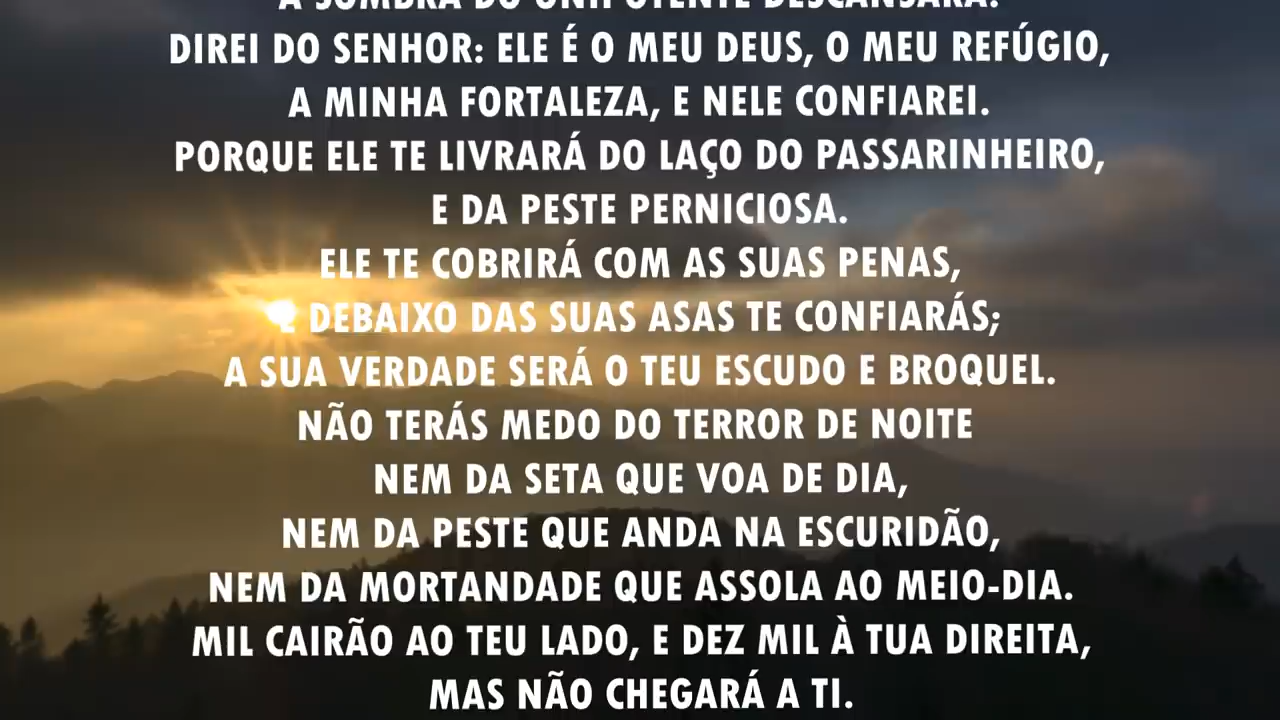 À SOMBRA DO ONIPOTENTE DESCANSARÁ.
DIREI DO SENHOR: ELE É O MEU DEUS, O MEU REFÚGIO,
A MINHA FORTALEZA, E NELE CONFIAREI.
PORQUE ELE TE LIVRARÁ DO LAÇO DO PASSARINHEIRO,
E DA PESTE PERNICIOSA.
ELE TE COBRIRÁ COM AS SUAS PENAS,
E DEBAIXO DAS SUAS ASAS TE CONFIARÁS;
A SUA VERDADE SERÁ O TEU ESCUDO E BROQUEL.
NÃO TERÁS MEDO DO TERROR DE NOITE
NEM DA SETA QUE VOA DE DIA,
NEM DA PESTE QUE ANDA NA ESCURIDÃO,
NEM DA MORTANDADE QUE ASSOLA AO MEIO-DIA.
MIL CAIRÃO AO TEU LADO, E DEZ MIL À TUA DIREITA,
MAS NÃO CHEGARÁ A TI.